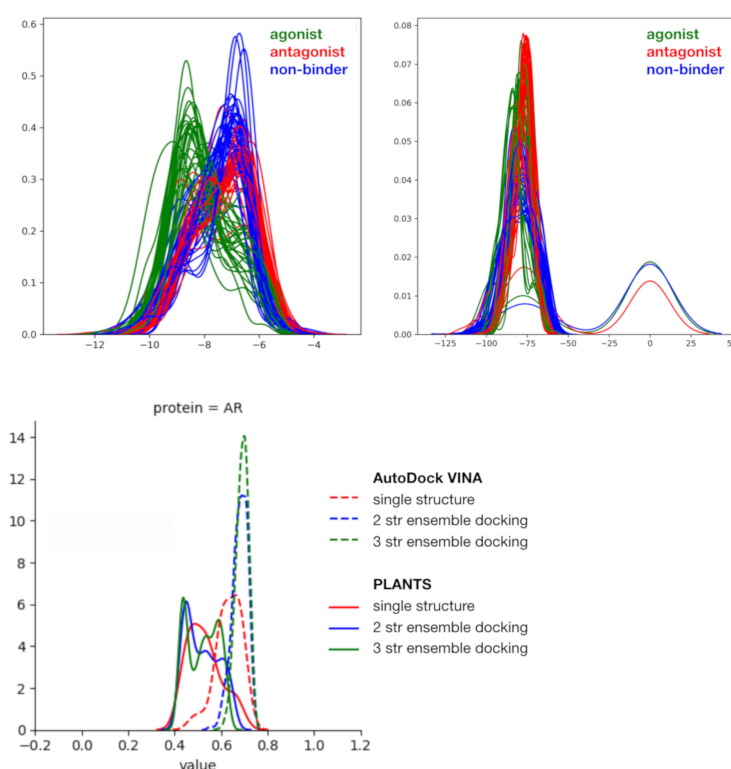 0.6
0.5
0.4
0.3
0.2
0.1
0.0
−12
−10
−8
−6
−4
agonist
antagonist
non-binder
0.08
0.07
0.06
0.05
0.04
0.03
0.02
0.01
0.00
−125
−100
−75
−50
−25
0
25
agonist
antagonist
non-binder
protein = AR
14
12
10
8
6
4
2
0
−0.2
0.0
0.2
0.4
0.6
0.8
1.0
1.2
value
AutoDock VINA
single structure
2 str ensemble docking
3 str ensemble docking
PLANTS
single structure
2 str ensemble docking
3 str ensemble docking